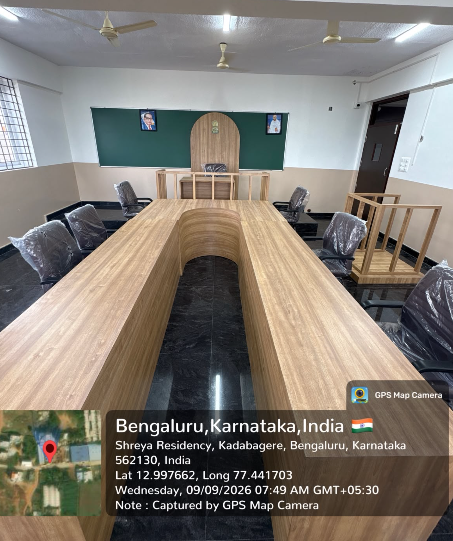 GPS Map Camera
Bengaluru,Karnataka,India 🇮🇳
Shreya Residency, Kadabagere, Bengaluru, Karnataka
562130, India
Lat 12.997662, Long 77.441703
Wednesday, 09/09/2026 07:49 AM GMT+05:30
Note : Captured by GPS Map Camera